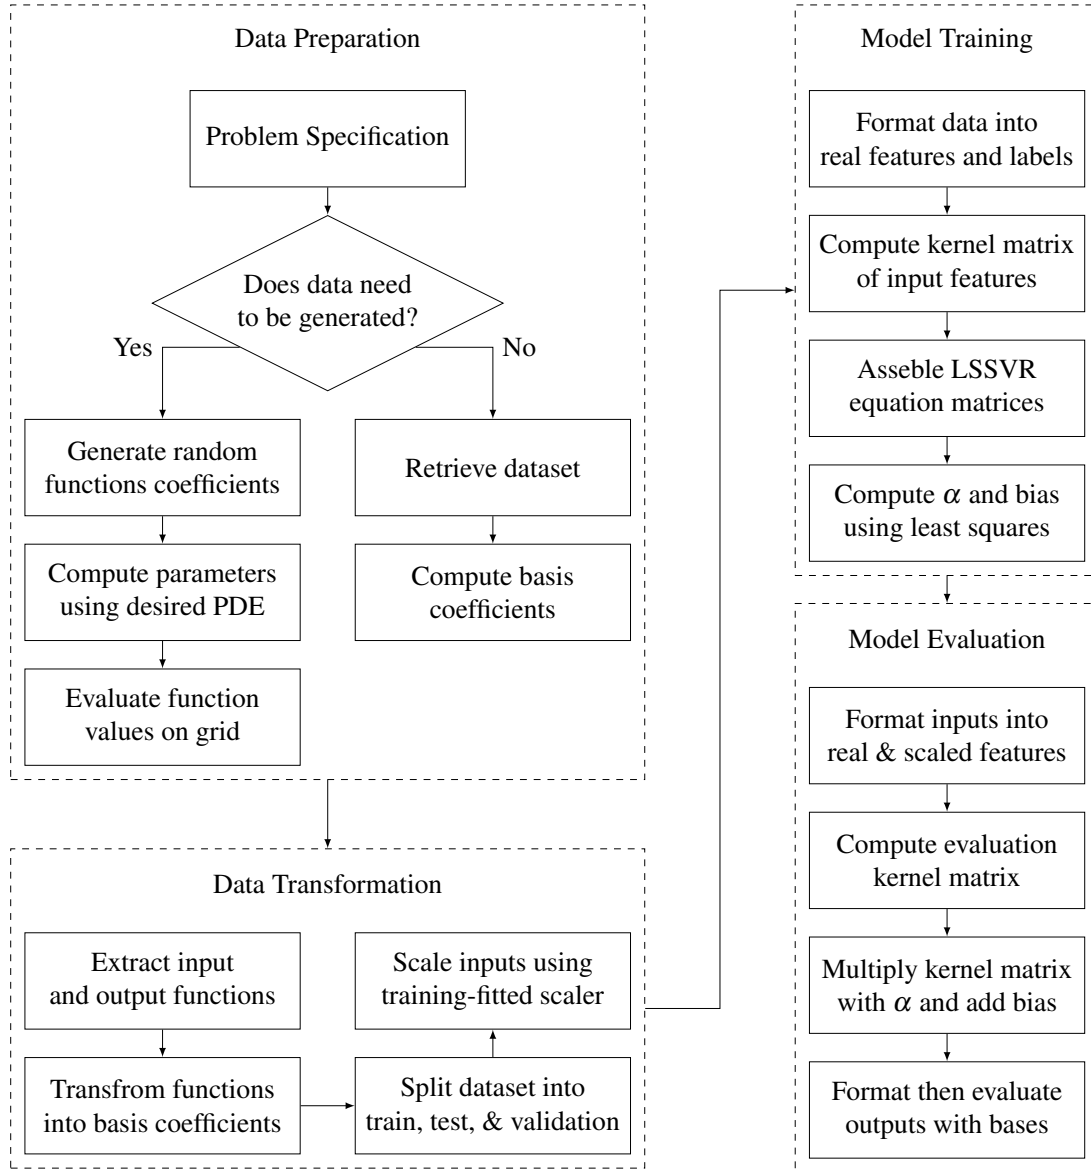 Data Preparation
Problem Specification
Does data need
to be generated?
Yes
No
Generate random
functions coefficients
Compute parameters
using desired PDE
Evaluate function
values on grid
Retrieve dataset
Compute basis
coefficients
Data Transformation
Extract input
and output functions
Transfrom functions
into basis coefficients
Split dataset into
train, test, & validation
Scale inputs using
training-fitted scaler
Model Training
Format data into
real features and labels
Compute kernel matrix
of input features
Asseble LSSVR
equation matrices
Compute α and bias
using least squares
Model Evaluation
Format inputs into
real & scaled features
Compute evaluation
kernel matrix
Multiply kernel matrix
with α and add bias
Format then evaluate
outputs with bases